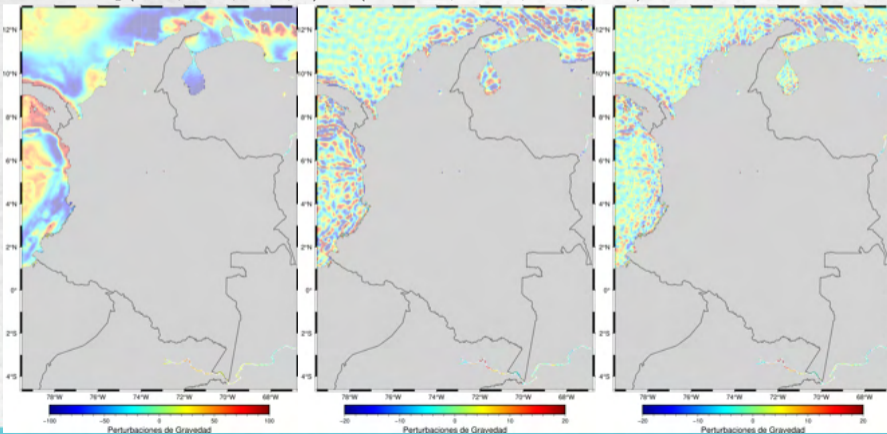 12°N 12°N 12°N
10°N 10°N 10°N
8°N 8°N 8°N
6°N 6°N 6°N
4°N 4°N 4°N
2°N 2°N 2°N
0° 0° 0°
2°S 2°S 2°S
4°S 4°S 4°S
78°W 76°W 74°W 72°W 70°W 68°W 78°W 76°W 74°W 72°W 70°W 68°W 78°W 76°W 74°W 72°W 70°W 68°W
-100 -50 0 50 100 -20 -10 0 10 20 -20 -10 0 10 20
Perturbaciones de Gravedad Perturbaciones de Gravedad Perturbaciones de Gravedad